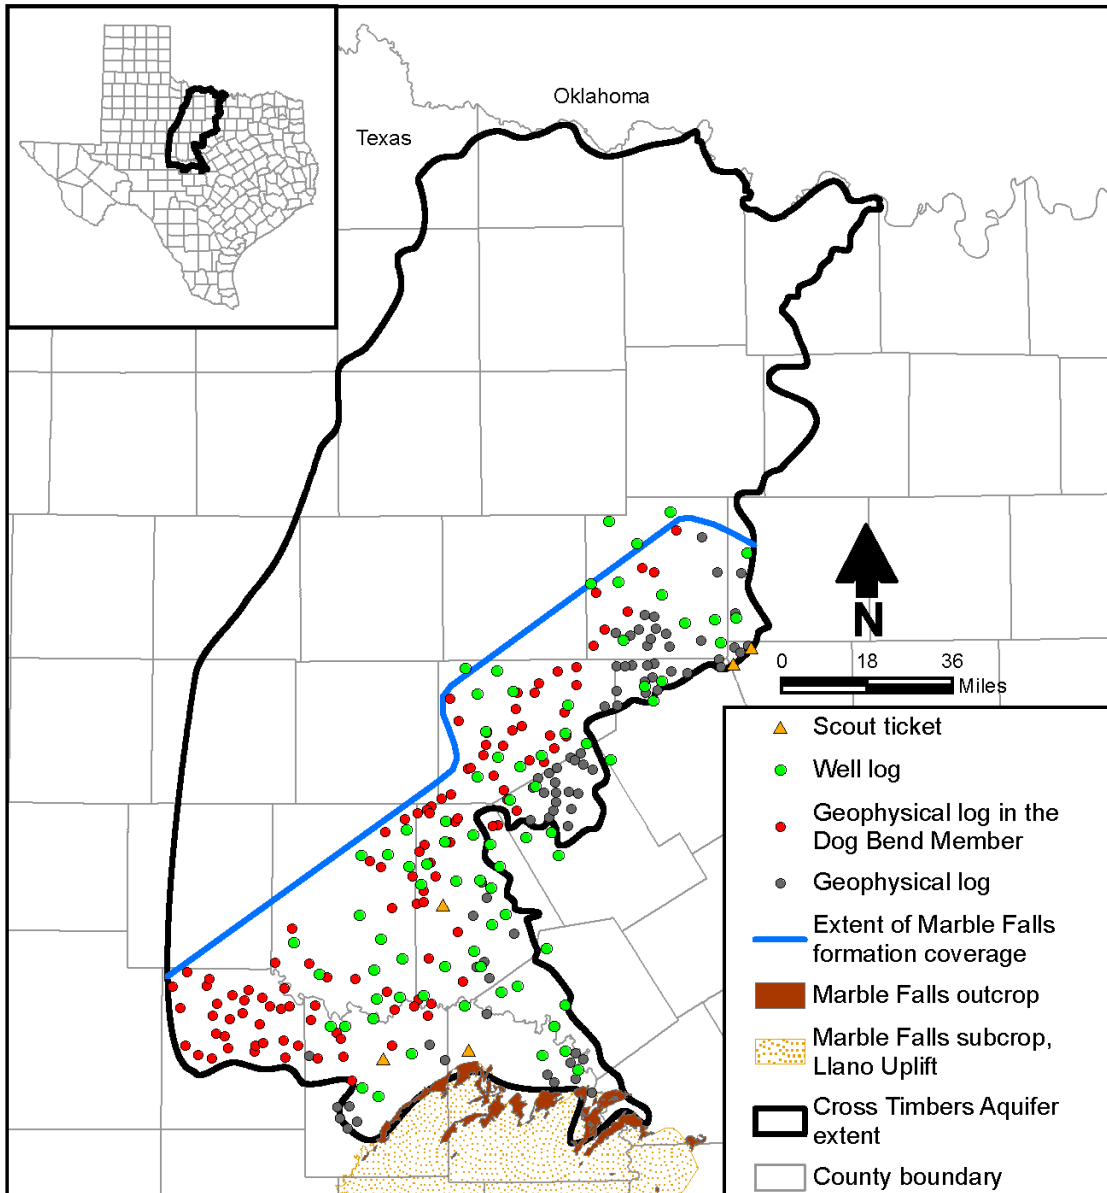 Oklahoma
Texas
N
0 18 36
Miles
Scout ticket
Well log
Geophysical log in the
Dog Bend Member
Geophysical log
Extent of Marble Falls
formation coverage
Marble Falls outcrop
Marble Falls subcrop,
Llano Uplift
Cross Timbers Aquifer
extent
County boundary